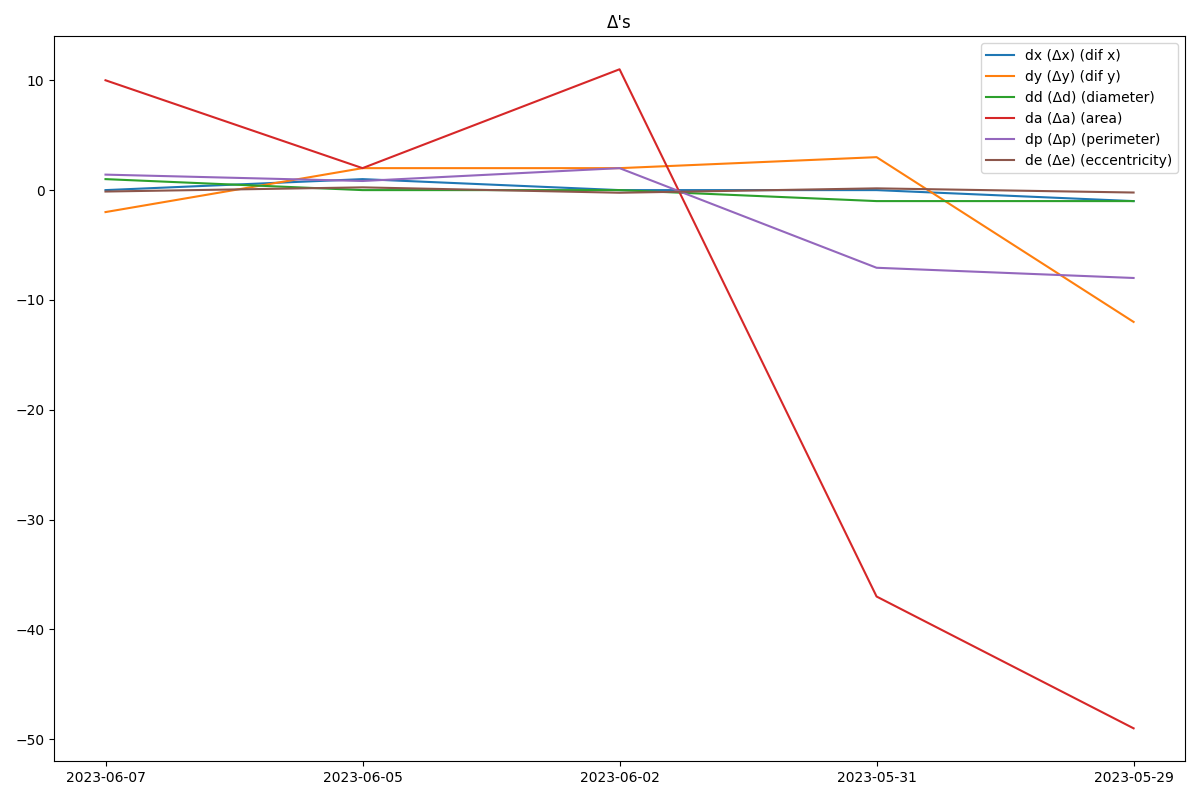 Δ's
dx (Δx) (dif x)
dy (Δy) (dif y)
dd (Δd) (diameter)
da (Δa) (area)
dp (Δp) (perimeter)
de (Δe) (eccentricity)
10
0
−10
−20
−30
−40
−50
2023-06-07 2023-06-05 2023-06-02 2023-05-31 2023-05-29